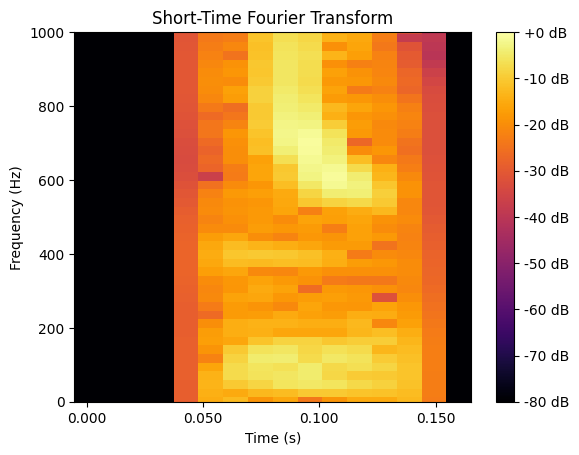 Short-Time Fourier Transform
1000
800
600
400
200
0
Frequency (Hz)
0.000
0.050
0.100
0.150
Time (s)
+0 dB
-10 dB
-20 dB
-30 dB
-40 dB
-50 dB
-60 dB
-70 dB
-80 dB